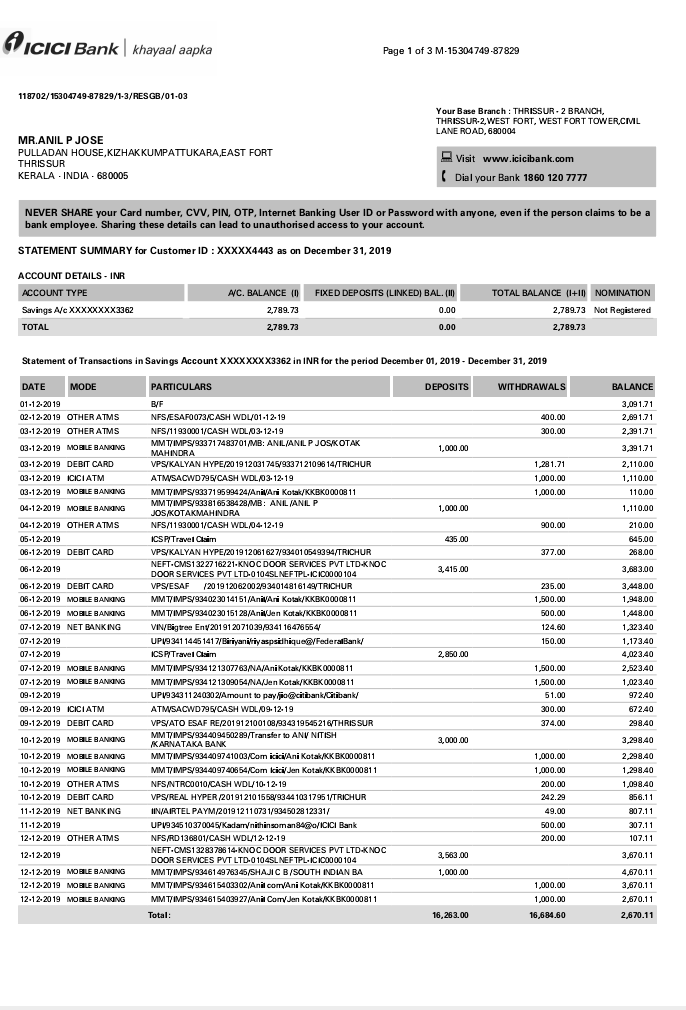 ICICI Bank | khayaal aapka
Page 1 of 3 M-15304749-87829
118702/15304749-87829/1-3/RESGB/01-03
Your Base Branch : THRISSUR - 2 BRANCH,
THRISSUR-2,WEST FORT, WEST FORT TOWER,CIVIL
LANE ROAD, 680004
MR.ANIL P JOSE
PULLADAN HOUSE,KIZHAKKUMPATTUKARA,EAST FORT
THRISSUR
KERALA - INDIA - 680005
Visit www.icicibank.com
Dial your Bank 1860 120 7777
NEVER SHARE your Card number, CVV, PIN, OTP, Internet Banking User ID or Password with anyone, even if the person claims to be a
bank employee. Sharing these details can lead to unauthorised access to your account.
STATEMENT SUMMARY for Customer ID : XXXXX4443 as on December 31, 2019
ACCOUNT DETAILS - INR
ACCOUNT TYPE A/C. BALANCE (I) FIXED DEPOSITS (LINKED) BAL. (II) TOTAL BALANCE (I+II) NOMINATION
Savings A/c XXXXXXXX3362 2,789.73 0.00 2,789.73 Not Registered
TOTAL 2,789.73 0.00 2,789.73
Statement of Transactions in Savings Account XXXXXXXX3362 in INR for the period December 01, 2019 - December 31, 2019
DATE MODE PARTICULARS DEPOSITS WITHDRAWALS BALANCE
01-12-2019 B/F 3,091.71
02-12-2019 OTHER ATMS NFS/ESAF0073/CASH WDL/01-12-19 400.00 2,691.71
03-12-2019 OTHER ATMS NFS/11930001/CASH WDL/03-12-19 300.00 2,391.71
03-12-2019 MOBILE BANKING MMT/IMPS/933717483701/MB: ANIL/ANIL P JOS/KOTAK
MAHINDRA 1,000.00 3,391.71
03-12-2019 DEBIT CARD VPS/KALYAN HYPE/201912031745/933712109614/TRICHUR 1,281.71 2,110.00
03-12-2019 ICICI ATM ATM/SACWD795/CASH WDL/03-12-19 1,000.00 1,110.00
03-12-2019 MOBILE BANKING MMT/IMPS/933719599424/Anil/Ani Kotak/KKBK0000811 1,000.00 110.00
04-12-2019 MOBILE BANKING MMT/IMPS/933816538428/MB: ANIL/ANIL P
JOS/KOTAKMAHINDRA 1,000.00 1,110.00
04-12-2019 OTHER ATMS NFS/11930001/CASH WDL/04-12-19 900.00 210.00
05-12-2019 ICSP/Travel Claim 435.00 645.00
06-12-2019 DEBIT CARD VPS/KALYAN HYPE/201912061627/934010549394/TRICHUR 377.00 268.00
06-12-2019 NEFT-CMS1322716221-KNOC DOOR SERVICES PVT LTD-KNOC
DOOR SERVICES PVT LTD-0104SLNEFTPL-ICIC0000104 3,415.00 3,683.00
06-12-2019 DEBIT CARD VPS/ESAF /201912062002/934014816149/TRICHUR 235.00 3,448.00
06-12-2019 MOBILE BANKING MMT/IMPS/934023014151/Anil/Ani Kotak/KKBK0000811 1,500.00 1,948.00
06-12-2019 MOBILE BANKING MMT/IMPS/934023015128/Anil/Jen Kotak/KKBK0000811 500.00 1,448.00
07-12-2019 NET BANKING VIN/Bigtree Ent/201912071039/934116476554/ 124.60 1,323.40
07-12-2019 UPI/934114451417/Biriyani/riyaspsidhique@/FederalBank/ 150.00 1,173.40
07-12-2019 ICSP/Travel Claim 2,850.00 4,023.40
07-12-2019 MOBILE BANKING MMT/IMPS/934121307763/NA/Ani Kotak/KKBK0000811 1,500.00 2,523.40
07-12-2019 MOBILE BANKING MMT/IMPS/934121309054/NA/Jen Kotak/KKBK0000811 1,500.00 1,023.40
09-12-2019 UPI/934311240302/Amount to pay/jio@citibank/Citibank/ 51.00 972.40
09-12-2019 ICICI ATM ATM/SACWD795/CASH WDL/09-12-19 300.00 672.40
09-12-2019 DEBIT CARD VPS/ATO ESAF RE/201912100108/934319545216/THRISSUR 374.00 298.40
10-12-2019 MOBILE BANKING MMT/IMPS/934409450289/Transfer to ANI/ NITISH
/KARNATAKA BANK 3,000.00 3,298.40
10-12-2019 MOBILE BANKING MMT/IMPS/934409741003/Com icici/Ani Kotak/KKBK0000811 1,000.00 2,298.40
10-12-2019 MOBILE BANKING MMT/IMPS/934409740654/Com Icici/Jen Kotak/KKBK0000811 1,000.00 1,298.40
10-12-2019 OTHER ATMS NFS/NTRC0010/CASH WDL/10-12-19 200.00 1,098.40
10-12-2019 DEBIT CARD VPS/REAL HYPER /201912101558/934410317951/TRICHUR 242.29 856.11
11-12-2019 NET BANKING IIN/AIRTEL PAYM/20191211073​1/934502812331/ 49.00 807.11
11-12-2019 UPI/934510370045/Kadam/nithinsoman84@o/ICICI Bank 500.00 307.11
12-12-2019 OTHER ATMS NFS/RD136801/CASH WDL/12-12-19 200.00 107.11
12-12-2019 NEFT-CMS1328378614-KNOC DOOR SERVICES PVT LTD-KNOC
DOOR SERVICES PVT LTD-0104SLNEFTPL-ICIC0000104 3,563.00 3,670.11
12-12-2019 MOBILE BANKING MMT/IMPS/934614976345/SHAJI C B /SOUTH INDIAN BA 1,000.00 4,670.11
12-12-2019 MOBILE BANKING MMT/IMPS/934615403302/Anil com/Ani Kotak/KKBK0000811 1,000.00 3,670.11
12-12-2019 MOBILE BANKING MMT/IMPS/934615403927/Anil Com/Jen Kotak/KKBK0000811 1,000.00 2,670.11
Total: 16,263.00 16,684.60 2,670.11